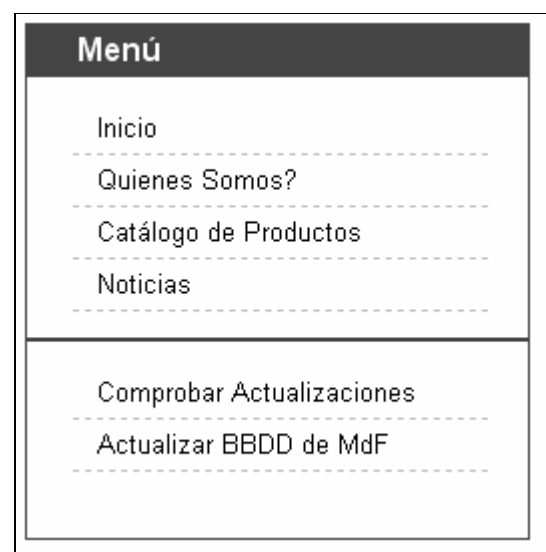 Menú
Inicio
Quienes Somos?
Catálogo de Productos
Noticias
Comprobar Actualizaciones
Actualizar BBDD de MdF